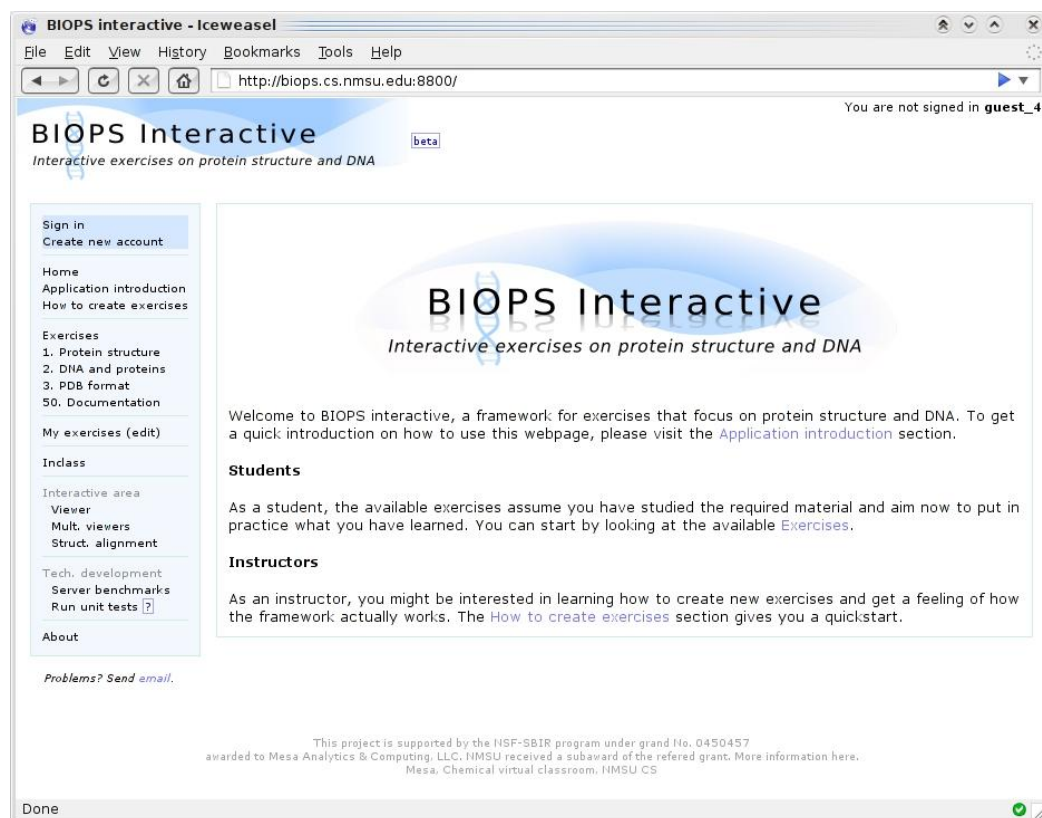 BIOPS interactive - Iceweasel
File Edit View History Bookmarks Tools Help
http://biops.cs.nmsu.edu:8800/
You are not signed in guest_4
BIOPS Interactive
beta
Interactive exercises on protein structure and DNA
Sign in
Create new account
Home
Application introduction
How to create exercises
Exercises
1. Protein structure
2. DNA and proteins
3. PDB format
50. Documentation
My exercises (edit)
Inclass
Interactive area
Viewer
Mult. viewers
Struct. alignment
Tech. development
Server benchmarks
Run unit tests ?
About
Problems? Send email.
BIOPS Interactive
Interactive exercises on protein structure and DNA
Welcome to BIOPS interactive, a framework for exercises that focus on protein structure and DNA. To get
a quick introduction on how to use this webpage, please visit the Application introduction section.
Students
As a student, the available exercises assume you have studied the required material and aim now to put in
practice what you have learned. You can start by looking at the available Exercises.
Instructors
As an instructor, you might be interested in learning how to create new exercises and get a feeling of how
the framework actually works. The How to create exercises section gives you a quickstart.
This project is supported by the NSF-SBIR program under grand No. 0450457
awarded to Mesa Analytics & Computing, LLC. NMSU received a subaward of the refered grant. More information here.
Mesa, Chemical virtual classroom, NMSU CS
Done